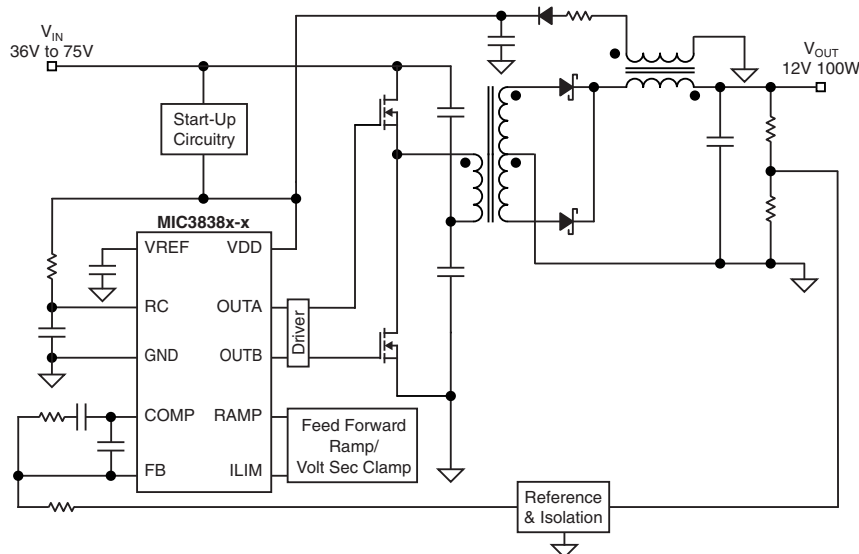 VIN
36V to 75V
VOUT
12V 100W
Start-Up
Circuitry
MIC3838x-x
VREF
VDD
RC
OUTA
GND
OUTB
Driver
COMP
RAMP
FB
ILIM
Feed Forward
Ramp/
Volt Sec Clamp
Reference
& Isolation